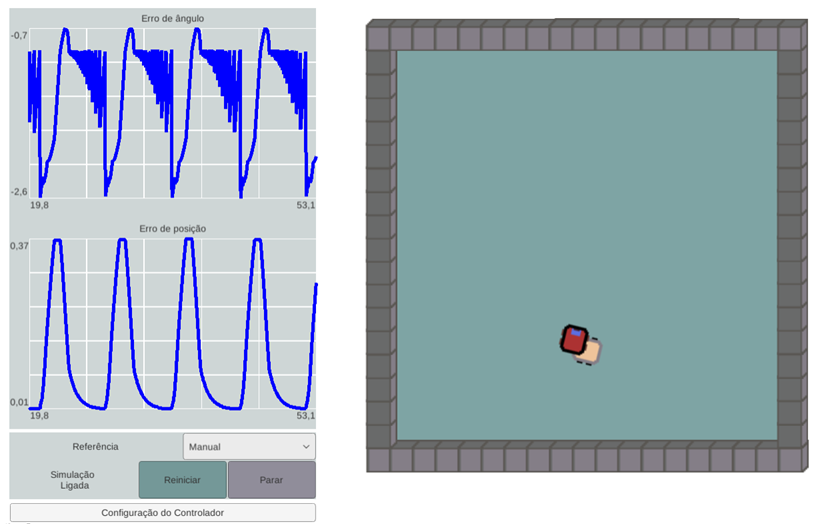 Erro de ângulo
-0,7
-2,6
19,8 53,1
Erro de posição
0,37
0,01
19,8 53,1
Referência Manual
Simulação
Ligada
Reiniciar Parar
Configuração do Controlador